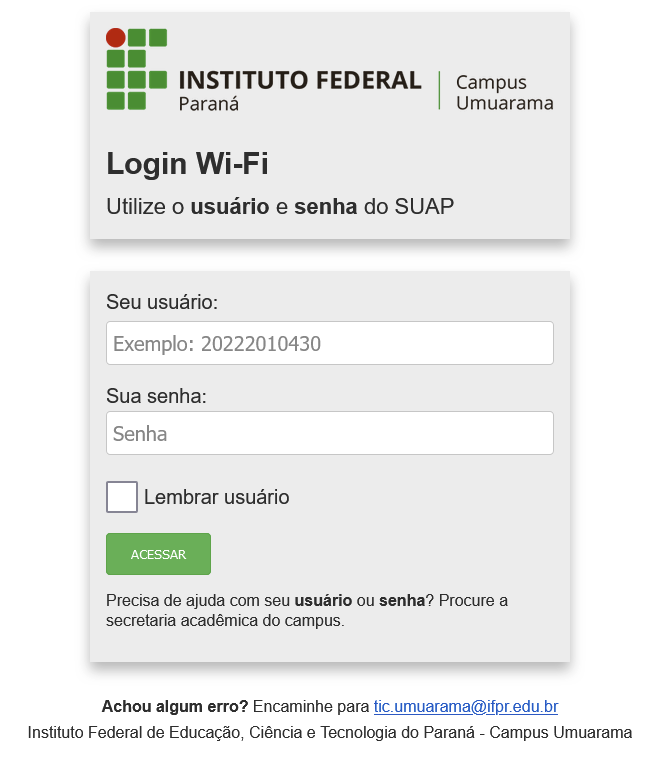 INSTITUTO FEDERAL
Paraná
Campus
Umuarama
Login Wi-Fi
Utilize o usuário e senha do SUAP
Seu usuário:
Exemplo: 20222010430
Sua senha:
Senha
Lembrar usuário
ACESSAR
Precisa de ajuda com seu usuário ou senha? Procure a
secretaria acadêmica do campus.
Achou algum erro? Encaminhe para tic.umuarama@ifpr.edu.br
Instituto Federal de Educação, Ciência e Tecnologia do Paraná - Campus Umuarama